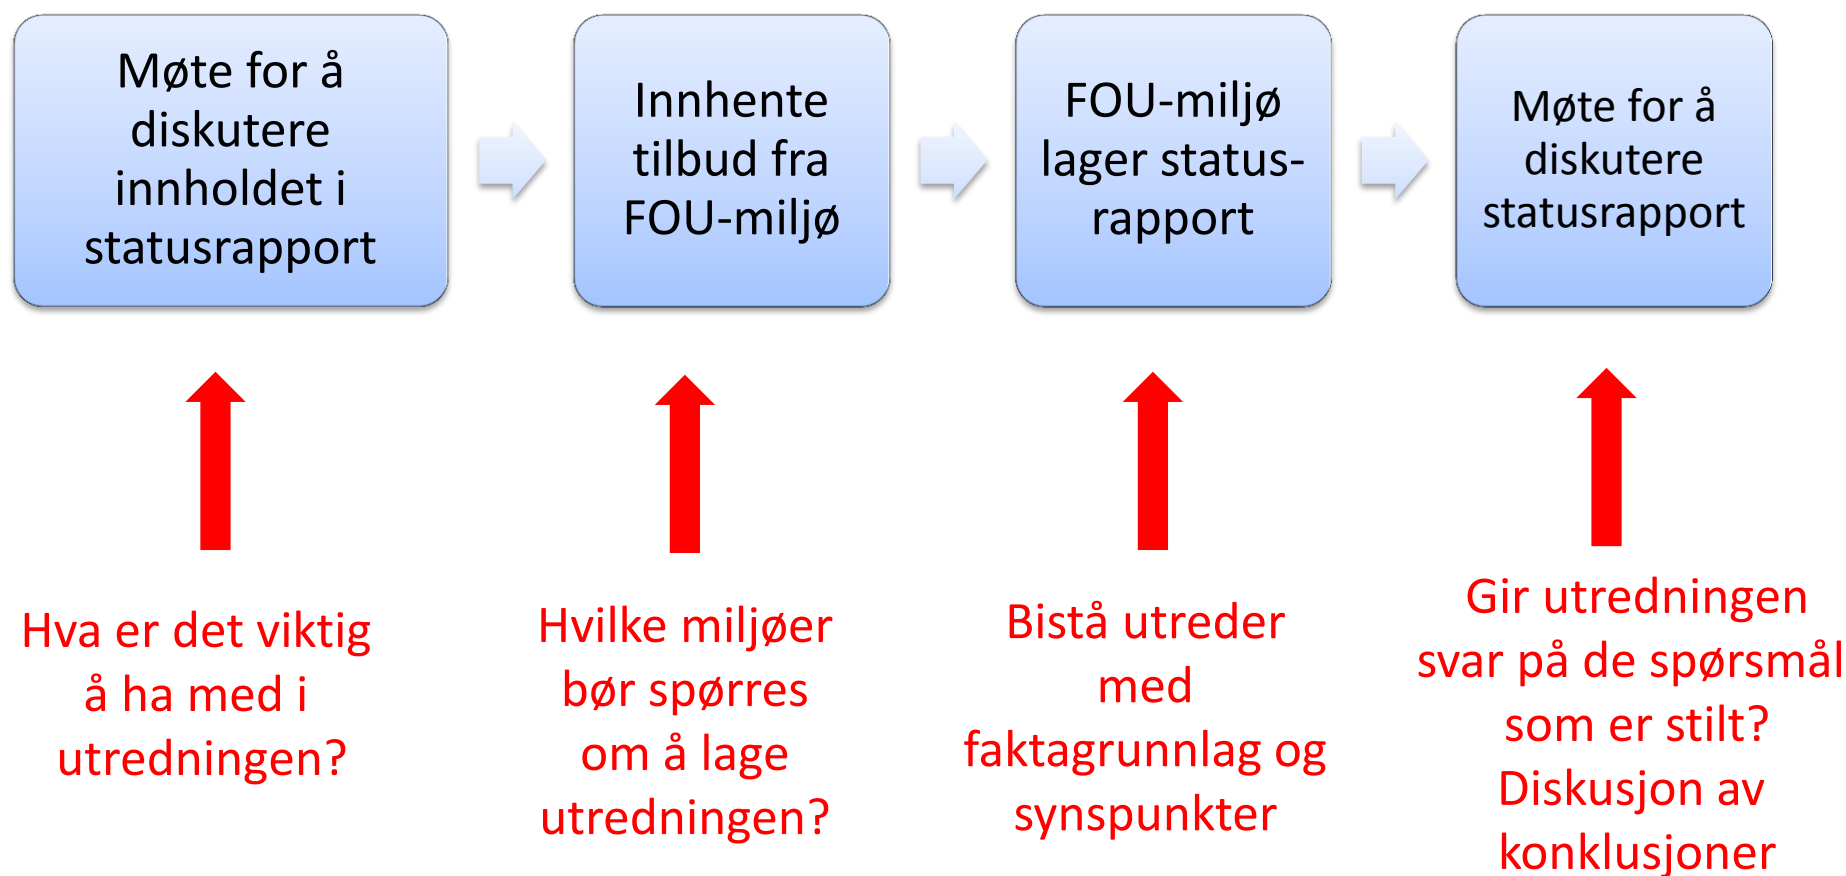 Møte for å
diskutere
innholdet i
statusrapport
Innhente
tilbud fra
FOU-miljø
FOU-miljø
lager status-
rapport
Møte for å
diskutere
statusrapport
Hva er det viktig
å ha med i
utredningen?
Hvilke miljøer
bør spørres
om å lage
utredningen?
Bistå utreder
med
faktagrunnlag og
synspunkter
Gir utredningen
svar på de spørsmål
som er stilt?
Diskusjon av
konklusjoner